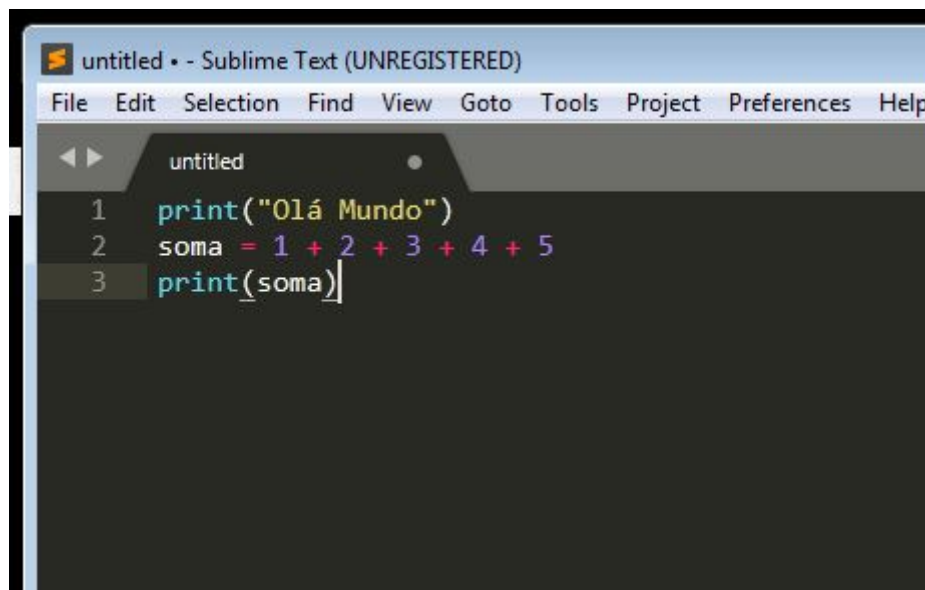 untitled • - Sublime Text (UNREGISTERED)
File Edit Selection Find View Goto Tools Project Preferences Help
untitled
1 print("Olá Mundo")
2 soma = 1 + 2 + 3 + 4 + 5
3 print(soma)